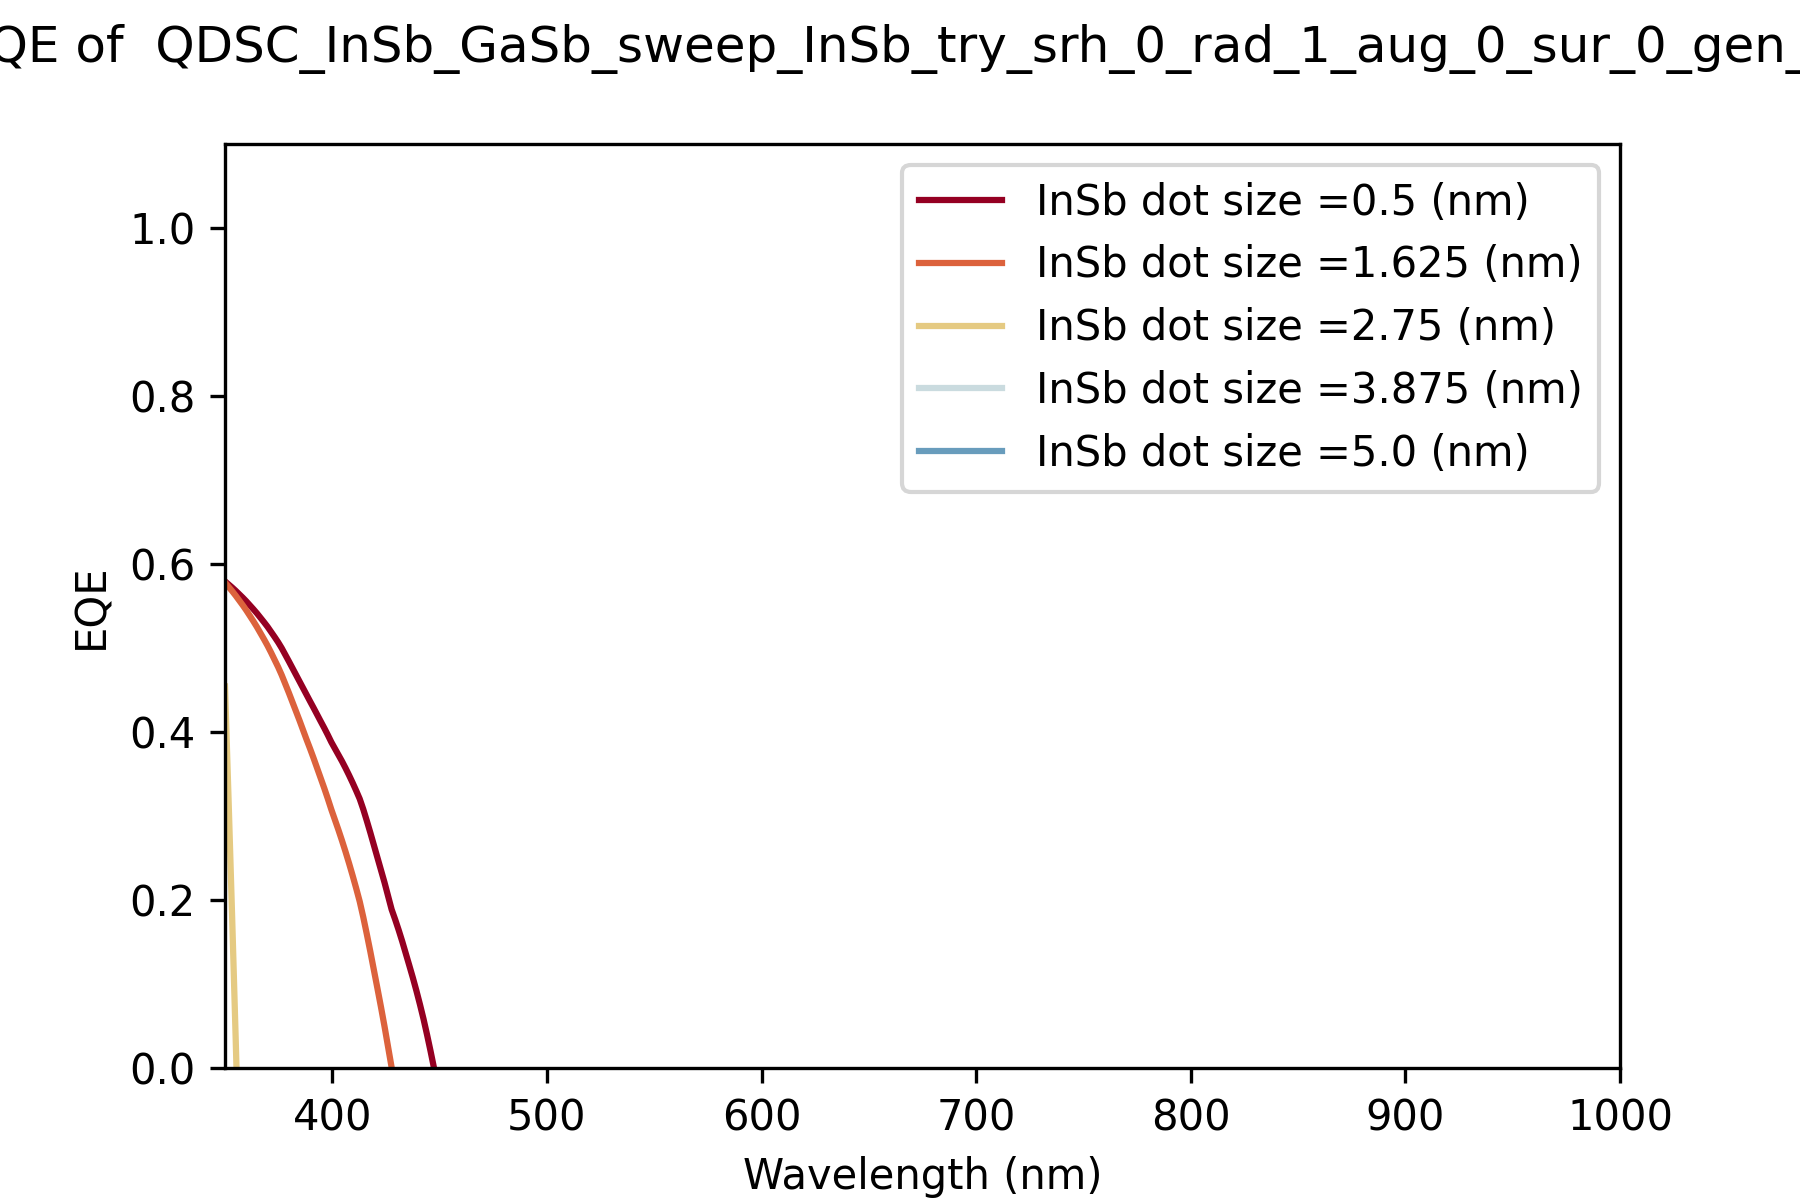 QE of QDSC_InSb_GaSb_sweep_InSb_try_srh_0_rad_1_aug_0_sur_0_gen_
InSb dot size =0.5 (nm)
InSb dot size =1.625 (nm)
InSb dot size =2.75 (nm)
InSb dot size =3.875 (nm)
InSb dot size =5.0 (nm)
1.0
0.8
0.6
0.4
0.2
0.0
EQE
400 500 600 700 800 900 1000
Wavelength (nm)